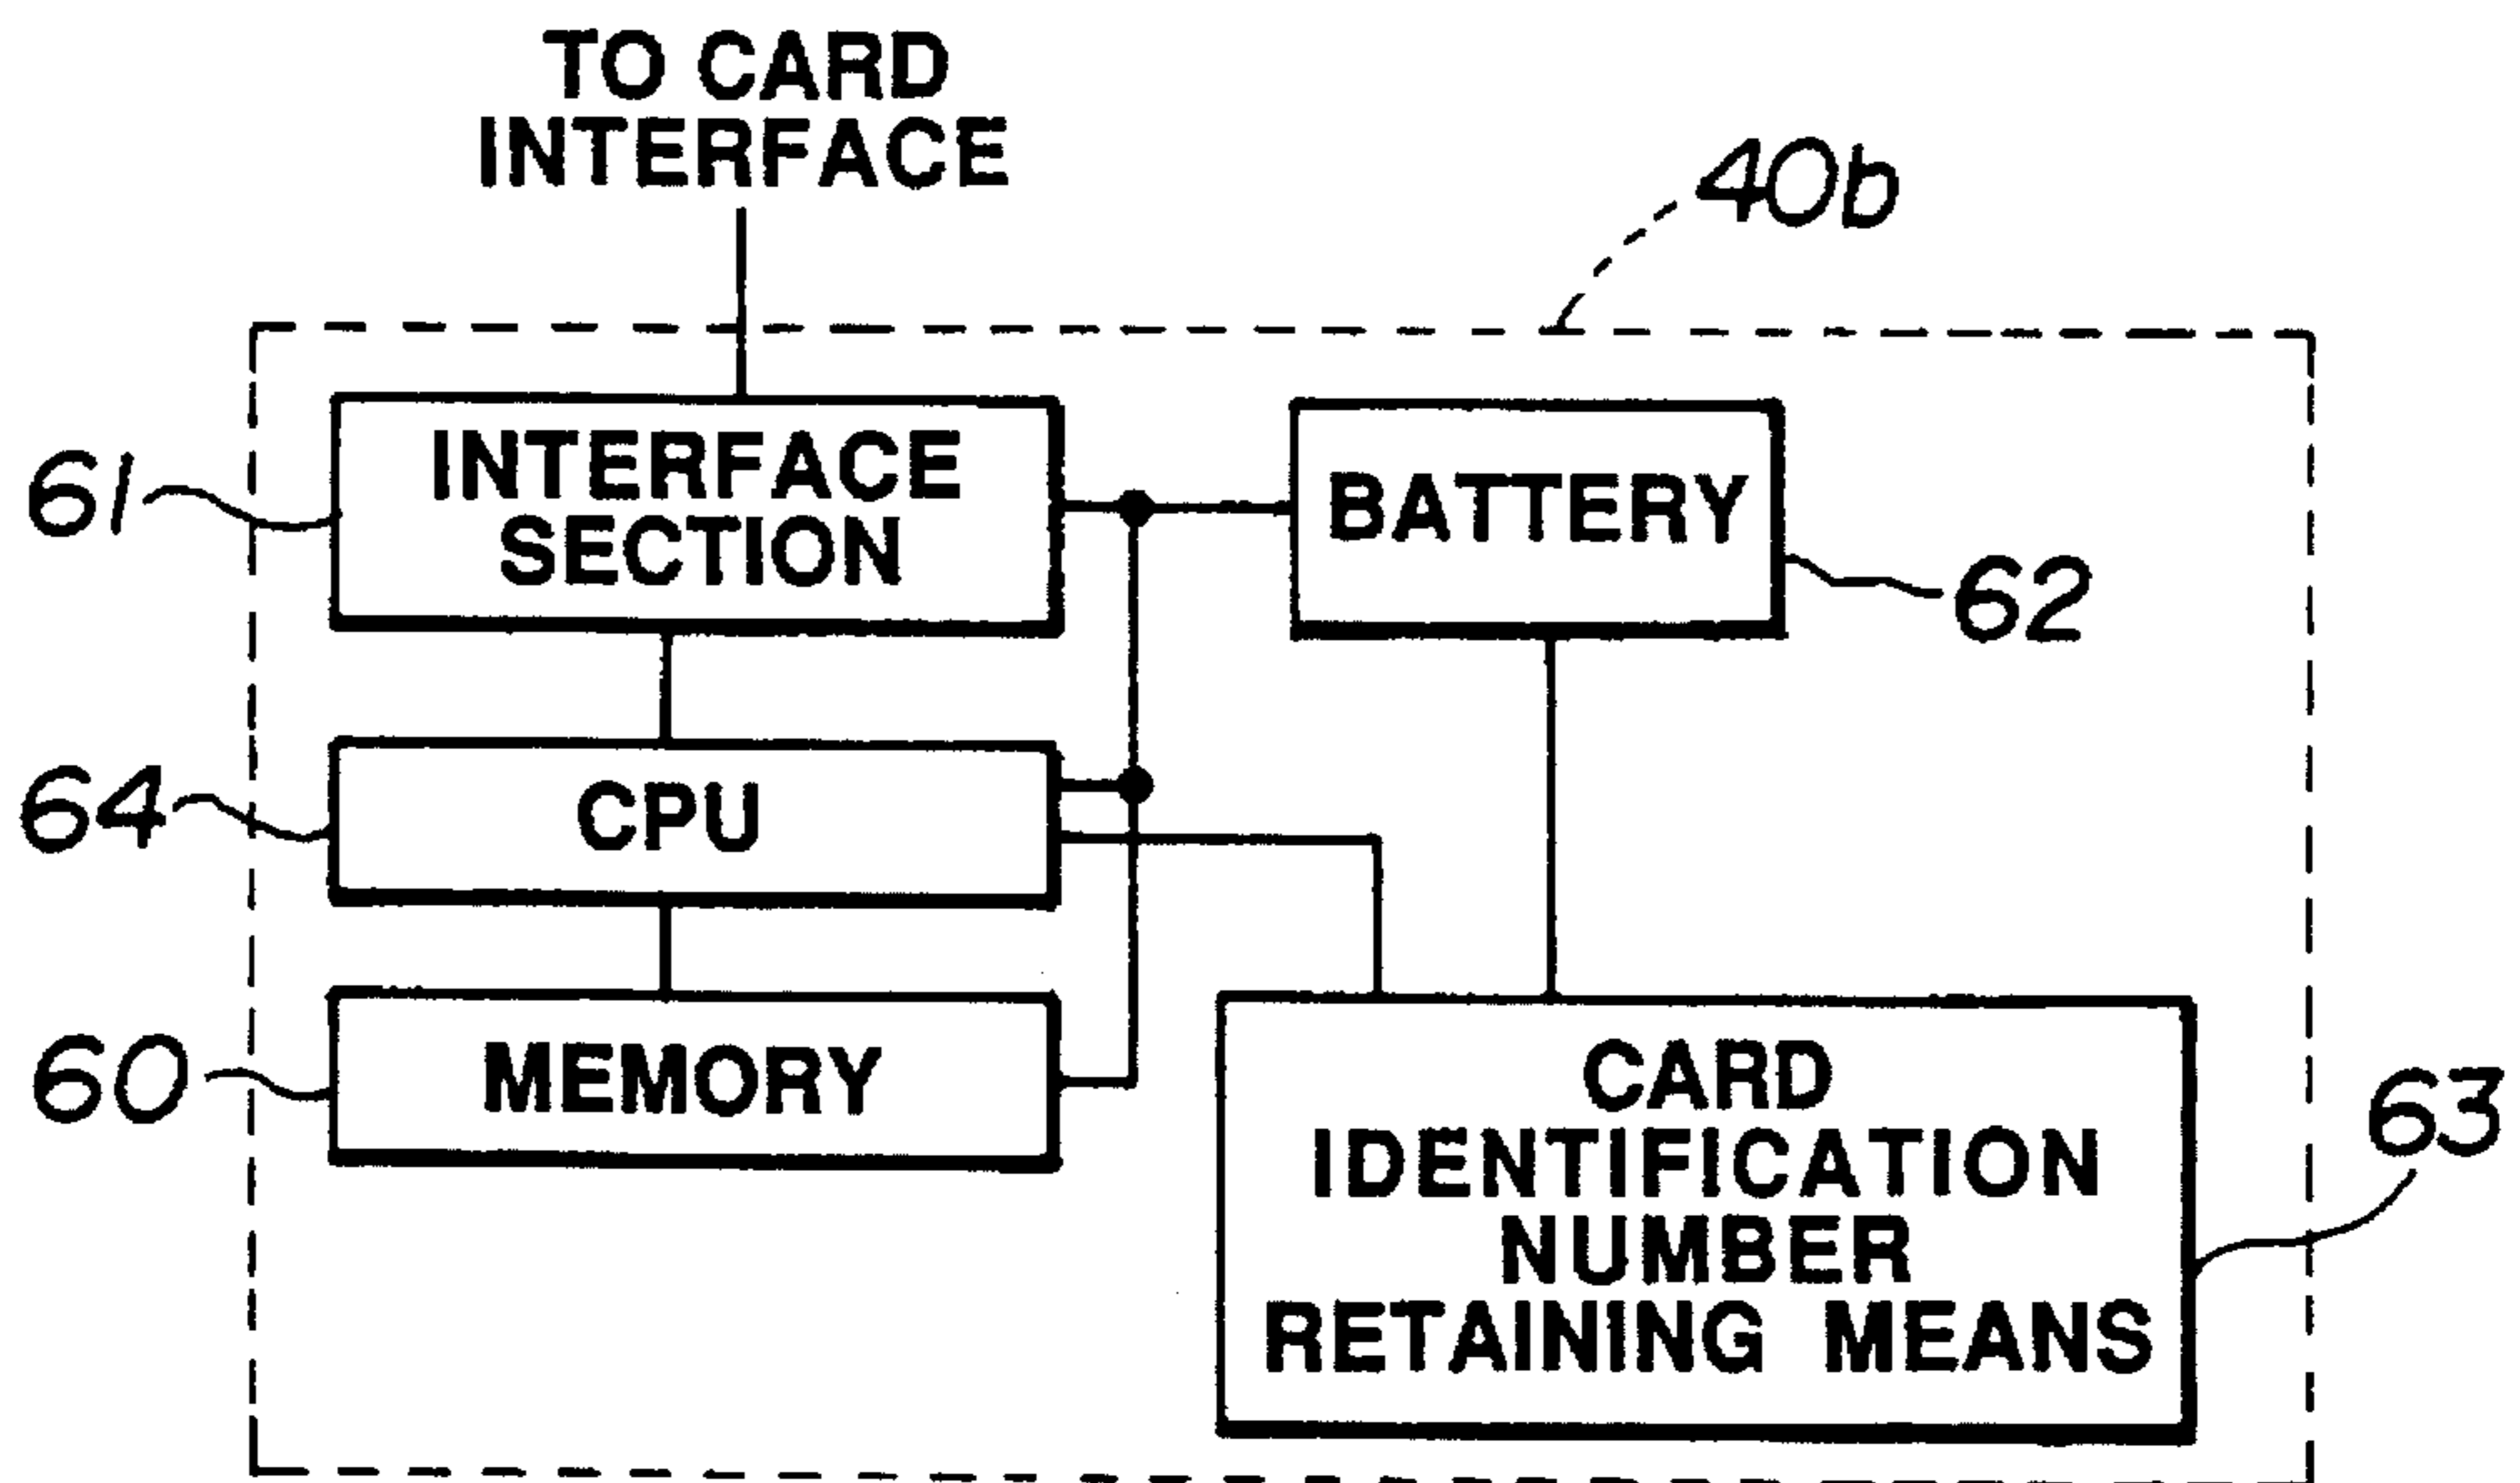 TO CARD
INTERFACE
40b
INTERFACE
SECTION
61
BATTERY
62
CPU
64
MEMORY
60
CARD
IDENTIFICATION
NUMBER
RETAINING MEANS
63